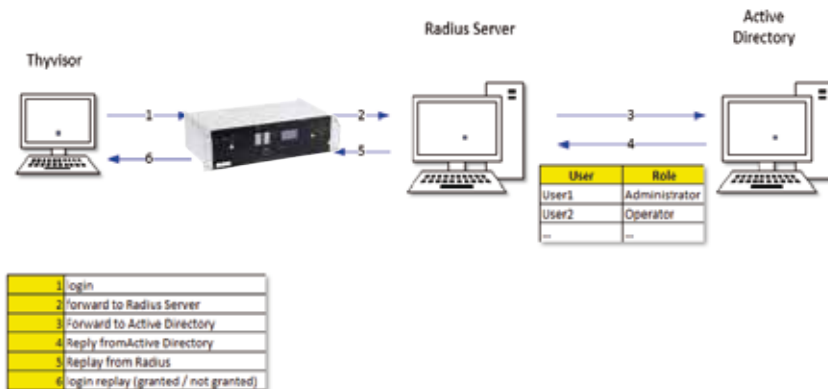 Active
Directory
Radius Server
Thyvisor
1
2
3
4
5
6
User Role
User1 Administrator
User2 Operator
... ...
1 login
2 forward to Radius Server
3 Forward to Active Directory
4 Reply fromActive Directory
5 Replay from Radius
6 login replay (granted / not granted)